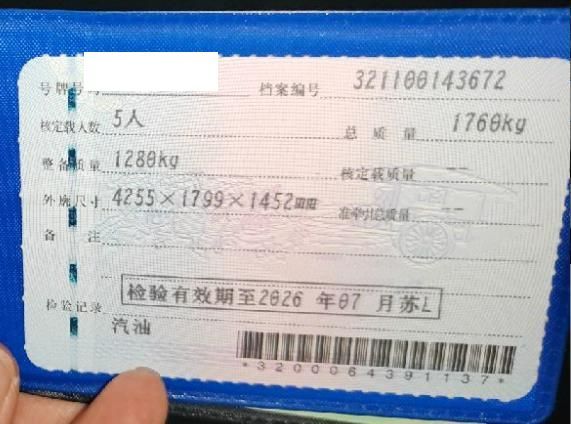 号牌号码 档案编号 321100143672
核定载人数 5人 总质量 1760kg
整备质量 1280kg 核定载质量 --
外廓尺寸 4255×1799×1452mm 准牵引总质量 --
备注
检验记录 检验有效期至2026 年07 月苏L
汽油
*3200064391137*